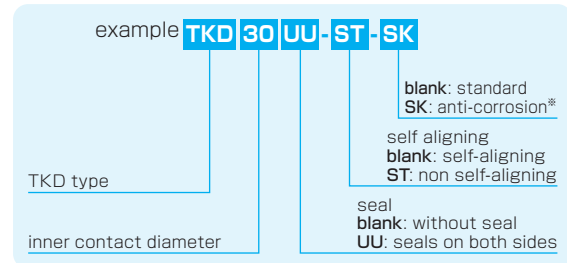 example TKD 30 UU - ST - SK
blank: standard
SK: anti-corrosion※
self aligning
blank: self-aligning
ST: non self-aligning
TKD type
seal
blank: without seal
UU: seals on both sides
inner contact diameter